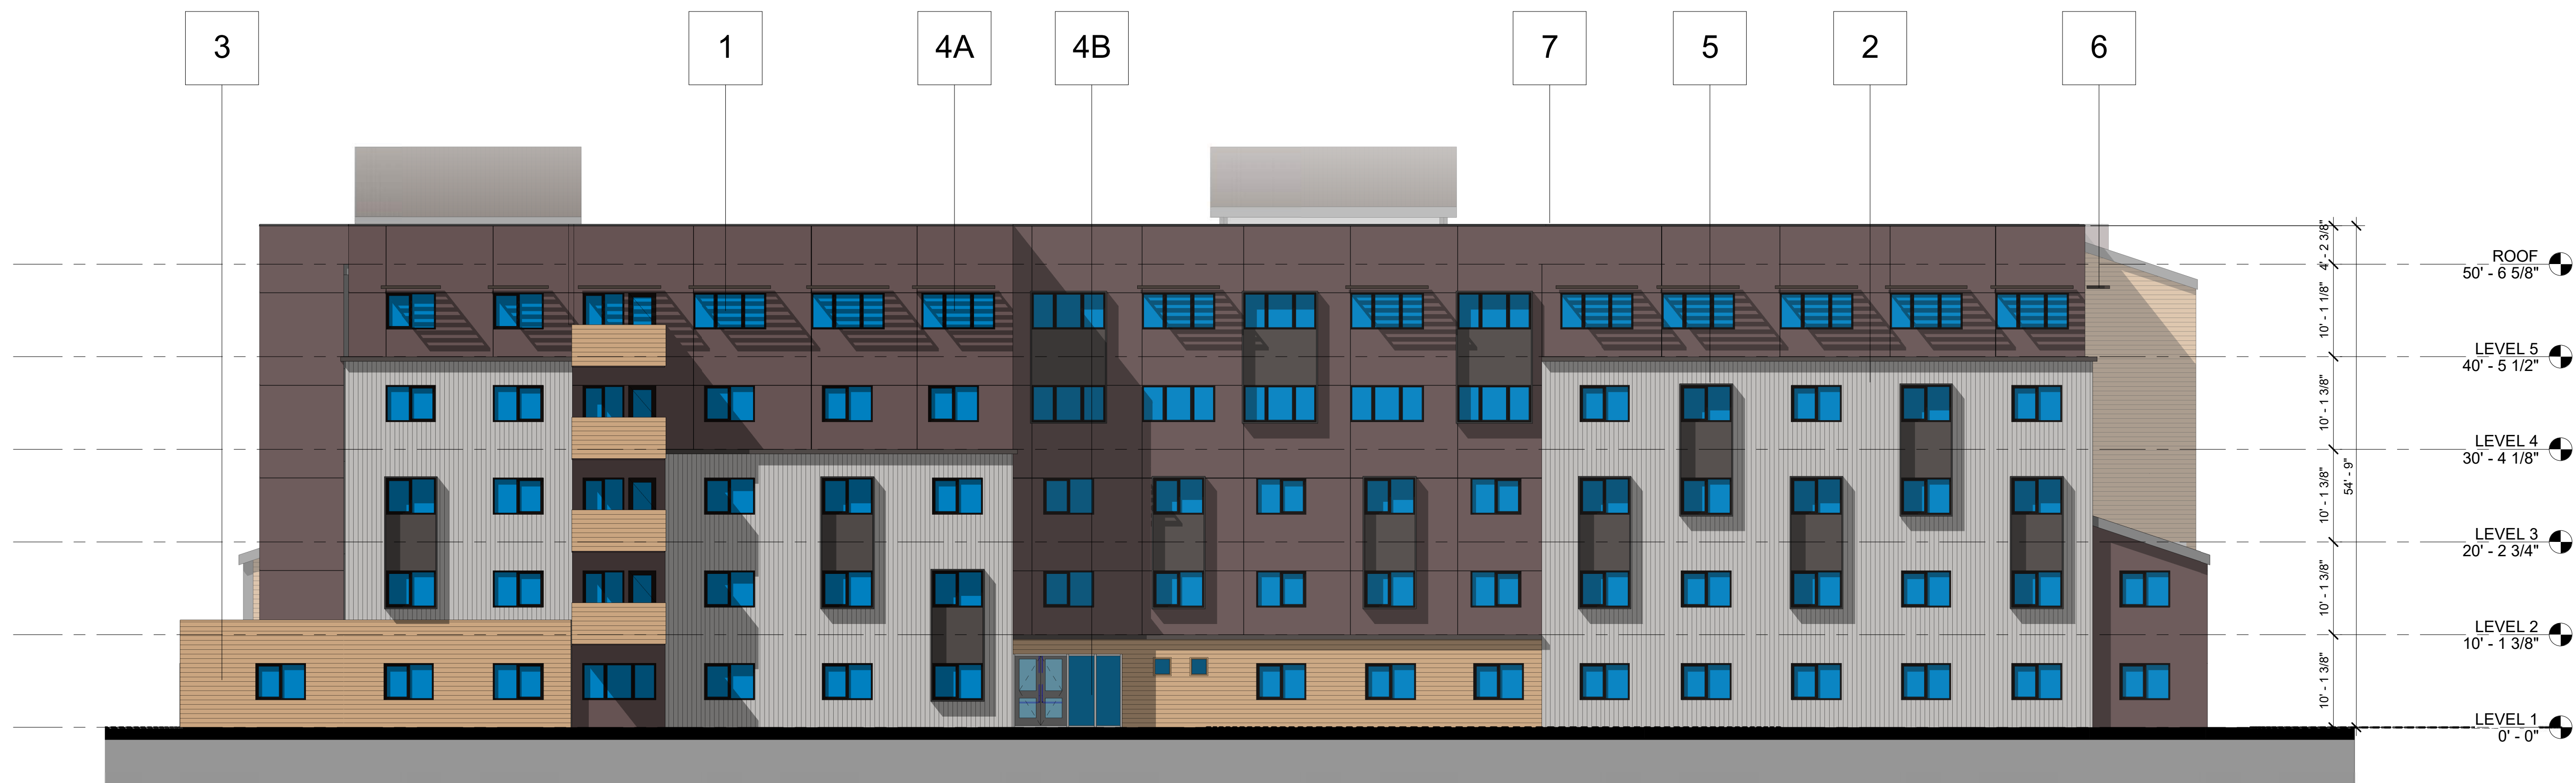 3
1
4A
4B
7
5
2
6
4' - 2 3/8"
ROOF
50' - 6 5/8"
10' - 1 1/8"
LEVEL 5
40' - 5 1/2"
10' - 1 3/8"
LEVEL 4
30' - 4 1/8"
54' - 9"
10' - 1 3/8"
LEVEL 3
20' - 2 3/4"
10' - 1 3/8"
LEVEL 2
10' - 1 3/8"
10' - 1 3/8"
LEVEL 1
0' - 0"